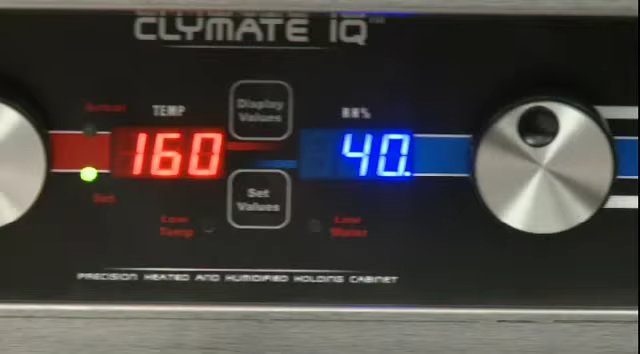 CLYMATE IQ™
Actual
TEMP
Display
Values
RH%
160
40.
Set
Set
Values
Low
Temp
Low
Water
PRECISION HEATED AND HUMIDIFIED HOLDING CABINET